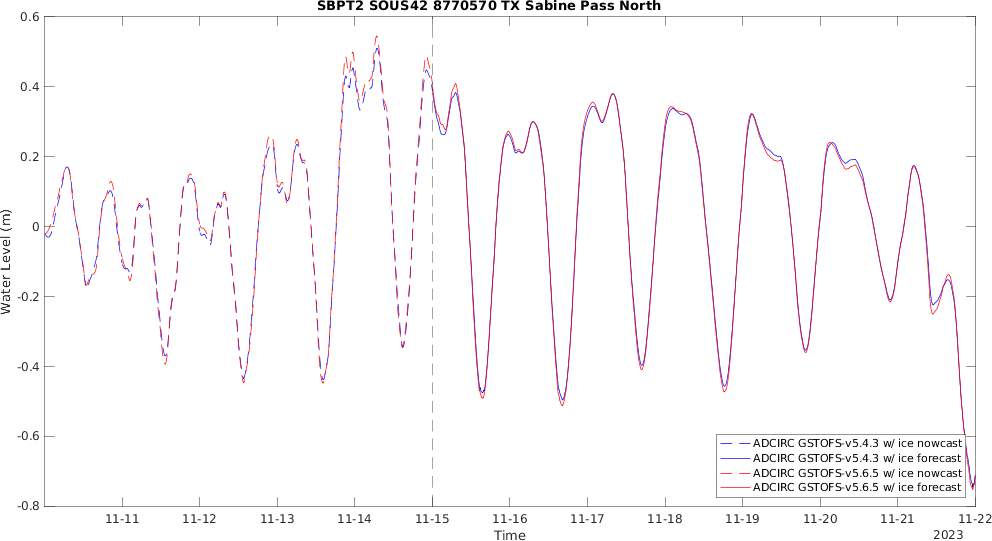 SBPT2 SOUS42 8770570 TX Sabine Pass North
0.6
0.4
0.2
0
-0.2
-0.4
-0.6
-0.8
Water Level (m)
ADCIRC GSTOFS-v5.4.3 w/ ice nowcast
ADCIRC GSTOFS-v5.4.3 w/ ice forecast
ADCIRC GSTOFS-v5.6.5 w/ ice nowcast
ADCIRC GSTOFS-v5.6.5 w/ ice forecast
11-11 11-12 11-13 11-14 11-15 11-16 11-17 11-18 11-19 11-20 11-21 11-22
Time
2023